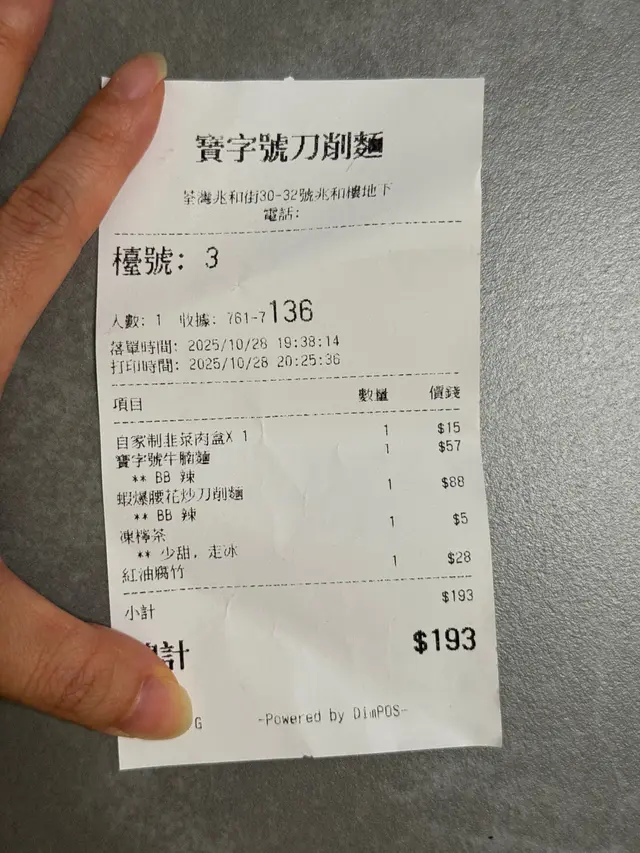 寶字號刀削麵
荃灣兆和街30-32號兆和樓地下
電話:
檯號: 3
人數: 1 收據: 761-7136
落單時間: 2025/10/28 19:38:14
打印時間: 2025/10/28 20:25:36
項目 數量 價錢
自家制韭菜肉盒X 1 1 $15
寶字號牛腩麵 1 $57
** BB 辣
蝦爆腰花炒刀削麵 1 $88
** BB 辣
凍檸茶 1 $5
** 少甜, 走冰
紅油腐竹 1 $28
小計 $193
計 $193
G -Powered by DimPOS-